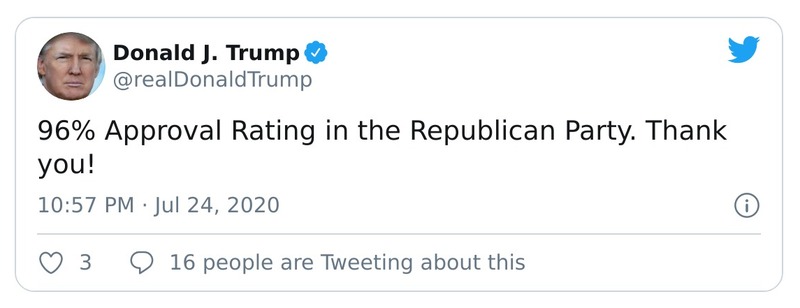 Donald J. Trump
@realDonaldTrump
96% Approval Rating in the Republican Party. Thank
you!
10:57 PM · Jul 24, 2020
3 16 people are Tweeting about this